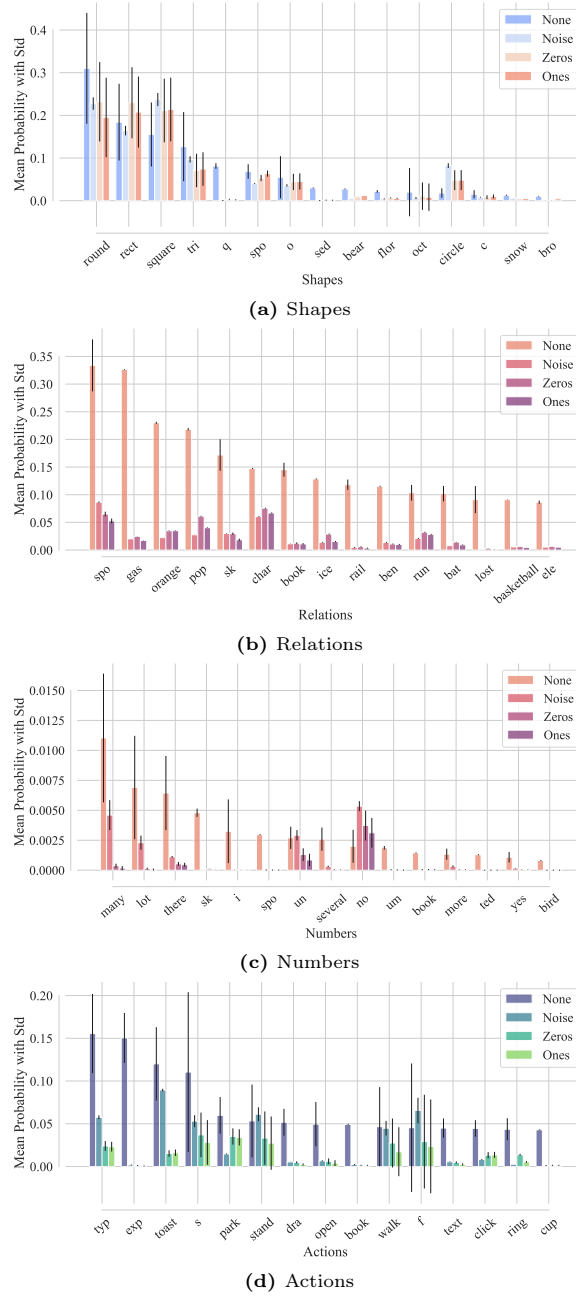 0.4
0.3
0.2
0.1
0.0
Mean Probability with Std
None
Noise
Zeros
Ones
round rect square tri q spo o sed bear flor oct circle c snow bro
Shapes
(a) Shapes
0.35
0.30
0.25
0.20
0.15
0.10
0.05
0.00
Mean Probability with Std
None
Noise
Zeros
Ones
spo gas orange pop sk char book ice rail ben run bat lost basketball ele
Relations
(b) Relations
0.0150
0.0125
0.0100
0.0075
0.0050
0.0025
0.0000
Mean Probability with Std
None
Noise
Zeros
Ones
many lot there sk i spo un several no um book more ted yes bird
Numbers
(c) Numbers
0.20
0.15
0.10
0.05
0.00
Mean Probability with Std
None
Noise
Zeros
Ones
typ exp toast s park stand dra open book walk f text click ring cup
Actions
(d) Actions